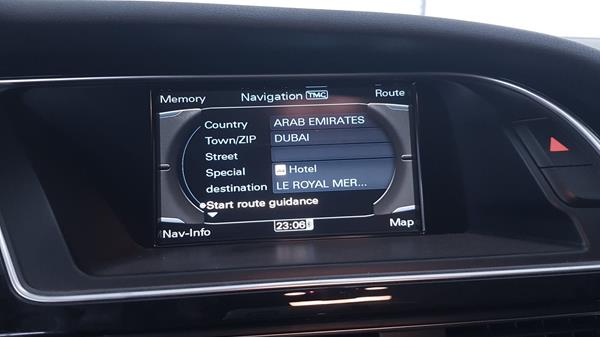 Memory Navigation TMC Route
Country ARAB EMIRATES
Town/ZIP DUBAI
Street
Special Hotel
destination LE ROYAL MER...
Start route guidance
Nav-Info 23:06 Map